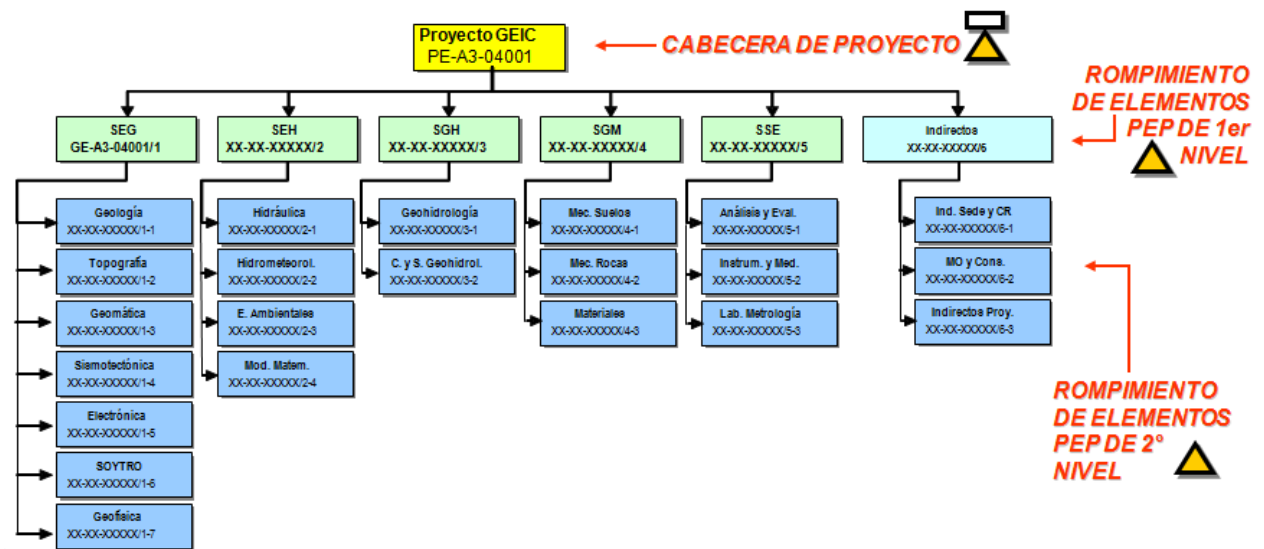 Proyecto GEIC
PE-A3-04001
CABECERA DE PROYECTO
ROMPIMIENTO
DE ELEMENTOS
PEP DE 1er
NIVEL
SEG
GE-A3-04001/1
SEH
XX-XX-XXXXX/2
SGH
XX-XX-XXXXX/3
SGM
XX-XX-XXXXX/4
SSE
XX-XX-XXXXX/5
Indirectos
XX-XX-XXXXX/6
Geología
XX-XX-XXXXX/1-1
Topografía
XX-XX-XXXXX/1-2
Geomática
XX-XX-XXXXX/1-3
Sismotectónica
XX-XX-XXXXX/1-4
Electrónica
XX-XX-XXXXX/1-5
SOYTRO
XX-XX-XXXXX/1-6
Geofísica
XX-XX-XXXXX/1-7
Hidráulica
XX-XX-XXXXX/2-1
Hidrometeorol.
XX-XX-XXXXX/2-2
E. Ambientales
XX-XX-XXXXX/2-3
Mod. Matem.
XX-XX-XXXXX/2-4
Geohidrología
XX-XX-XXXXX/3-1
C. y S. Geohidrol.
XX-XX-XXXXX/3-2
Mec. Suelos
XX-XX-XXXXX/4-1
Mec. Rocas
XX-XX-XXXXX/4-2
Materiales
XX-XX-XXXXX/4-3
Análisis y Eval.
XX-XX-XXXXX/5-1
Instrum. y Med.
XX-XX-XXXXX/5-2
Lab. Metrología
XX-XX-XXXXX/5-3
Ind. Sede y CR
XX-XX-XXXXX/6-1
MO y Cons.
XX-XX-XXXXX/6-2
Indirectos Proy.
XX-XX-XXXXX/6-3
ROMPIMIENTO
DE ELEMENTOS
PEP DE 2°
NIVEL